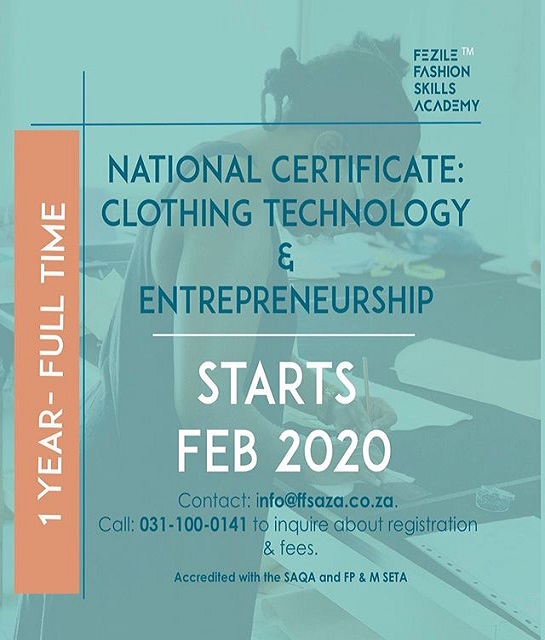 FEZILE™
FASHION
SKILLS
ACADEMY
NATIONAL CERTIFICATE:
CLOTHING TECHNOLOGY
&
ENTREPRENEURSHIP
1 YEAR- FULL TIME
STARTS
FEB 2020
Contact: info@ffsaza.co.za.
Call: 031-100-0141 to inquire about registration
& fees.
Accredited with the SAQA and FP & M SETA